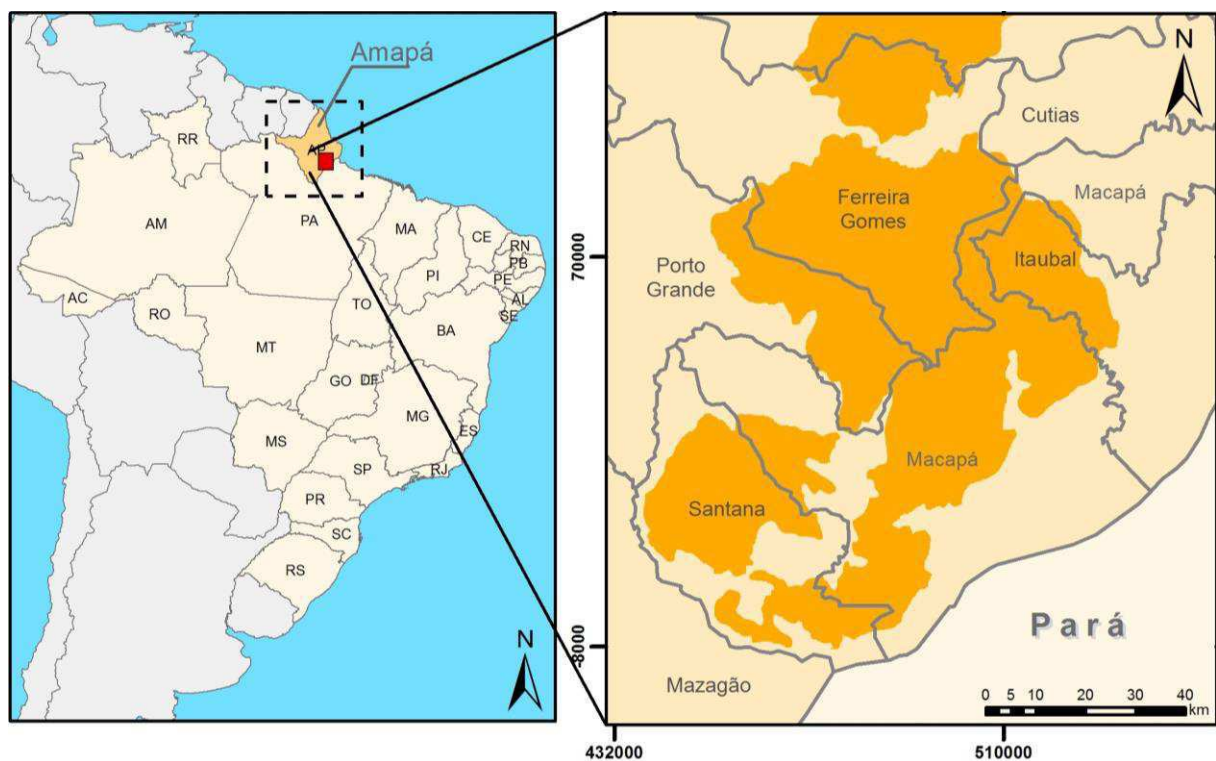 Amapá
AP
RR
AM
PA
MA
CE
RN
PB
PE
AL
SE
PI
AC
RO
TO
BA
MT
GO
DF
MG
ES
MS
SP
RJ
PR
SC
RS
N
N
Cutias
Macapá
Ferreira
Gomes
Itaubal
Porto
Grande
Macapá
Santana
Pará
Mazagão
0 5 10 20 30 40
km
70000
-8000
432000
510000